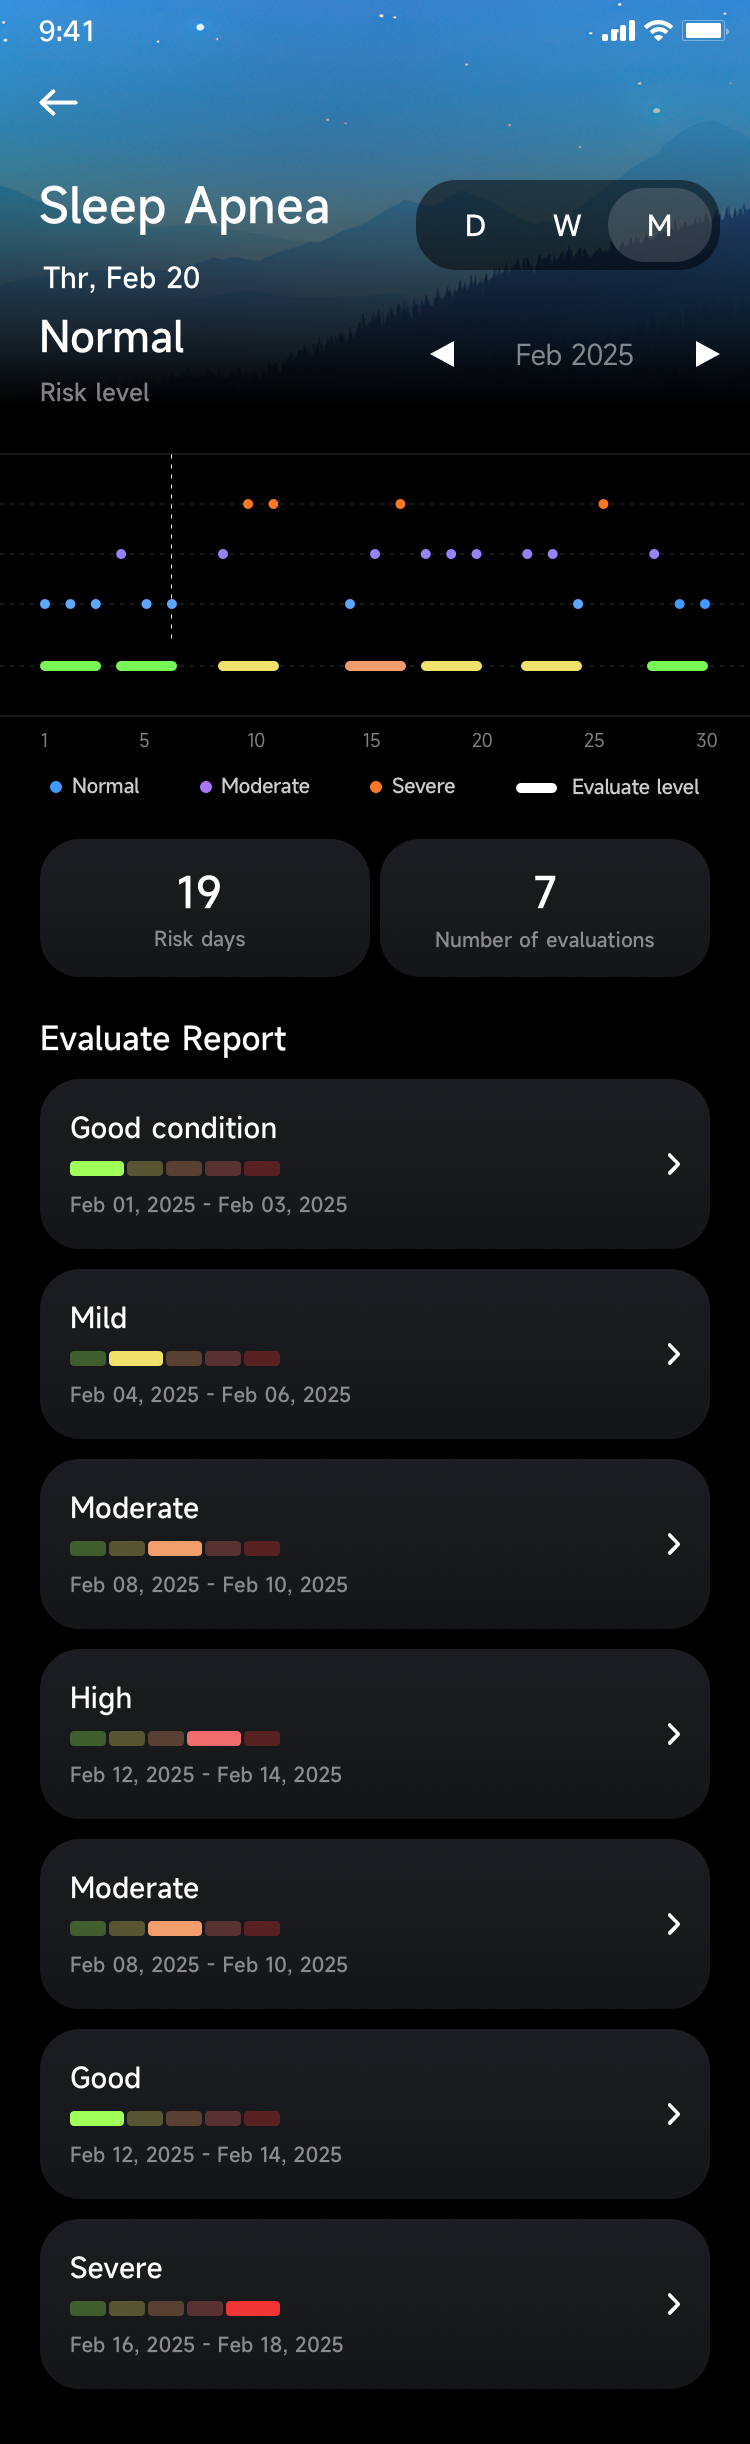 9:41
Sleep Apnea
D W M
Thr, Feb 20
Normal
Feb 2025
Risk level
1 5 10 15 20 25 30
Normal Moderate Severe Evaluate level
19 7
Risk days Number of evaluations
Evaluate Report
Good condition
Feb 01, 2025 - Feb 03, 2025
Mild
Feb 04, 2025 - Feb 06, 2025
Moderate
Feb 08, 2025 - Feb 10, 2025
High
Feb 12, 2025 - Feb 14, 2025
Moderate
Feb 08, 2025 - Feb 10, 2025
Good
Feb 12, 2025 - Feb 14, 2025
Severe
Feb 16, 2025 - Feb 18, 2025